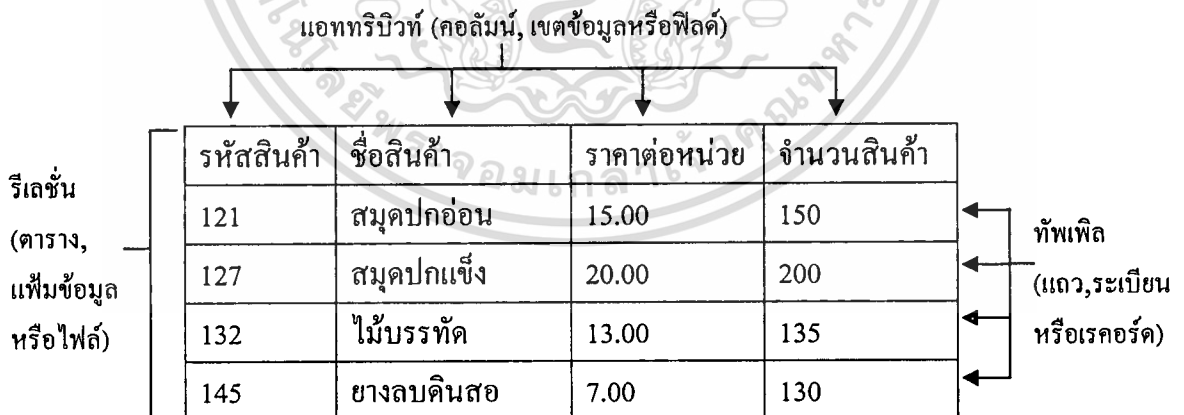 แอททริบิวท์ (คอลัมน์, เขตข้อมูลหรือฟิลด์)
รหัสสินค้า ชื่อสินค้า ราคาต่อหน่วย จำนวนสินค้า
121 สมุดปกอ่อน 15.00 150
127 สมุดปกแข็ง 20.00 200
132 ไม้บรรทัด 13.00 135
145 ยางลบดินสอ 7.00 130
รีเลชั่น
(ตาราง,
แฟ้มข้อมูล
หรือไฟล์)
ทัพเพิล
(แถว,ระเบียน
หรือเรคอร์ด)